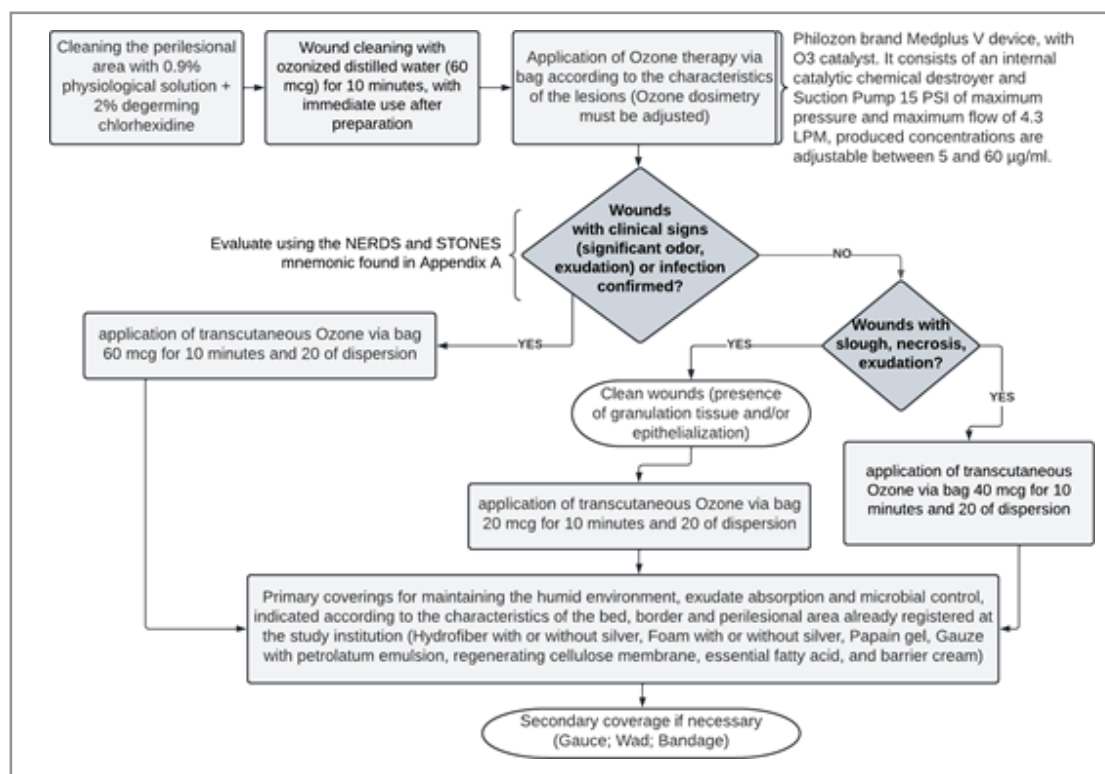 Cleaning the perilesional
area with 0.9%
physiological solution +
2% degerming
chlorhexidine
Wound cleaning with
ozonized distilled water (60
mcg) for 10 minutes, with
immediate use after
preparation
Application of Ozone therapy via
bag according to the characteristics
of the lesions (Ozone dosimetry
must be adjusted)
Philozon brand Medplus V device, with
O3 catalyst. It consists of an internal
catalytic chemical destroyer and
Suction Pump 15 PSI of maximum
pressure and maximum flow of 4.3
LPM, produced concentrations are
adjustable between 5 and 60 µg/ml.
Evaluate using the NERDS and STONES
mnemonic found in Appendix A
Wounds
with clinical signs
(significant odor,
exudation) or infection
confirmed?
NO
YES
application of transcutaneous Ozone via bag
60 mcg for 10 minutes and 20 of dispersion
Wounds with
slough, necrosis,
exudation?
YES
YES
Clean wounds (presence
of granulation tissue and/or
epithelialization)
application of transcutaneous Ozone via bag
20 mcg for 10 minutes and 20 of dispersion
application of transcutaneous
Ozone via bag 40 mcg for 10
minutes and 20 of dispersion
Primary coverings for maintaining the humid environment, exudate absorption and microbial control,
indicated according to the characteristics of the bed, border and perilesional area already registered at
the study institution (Hydrofiber with or without silver, Foam with or without silver, Papain gel, Gauze
with petrolatum emulsion, regenerating cellulose membrane, essential fatty acid, and barrier cream)
Secondary coverage if necessary
(Gauce; Wad; Bandage)